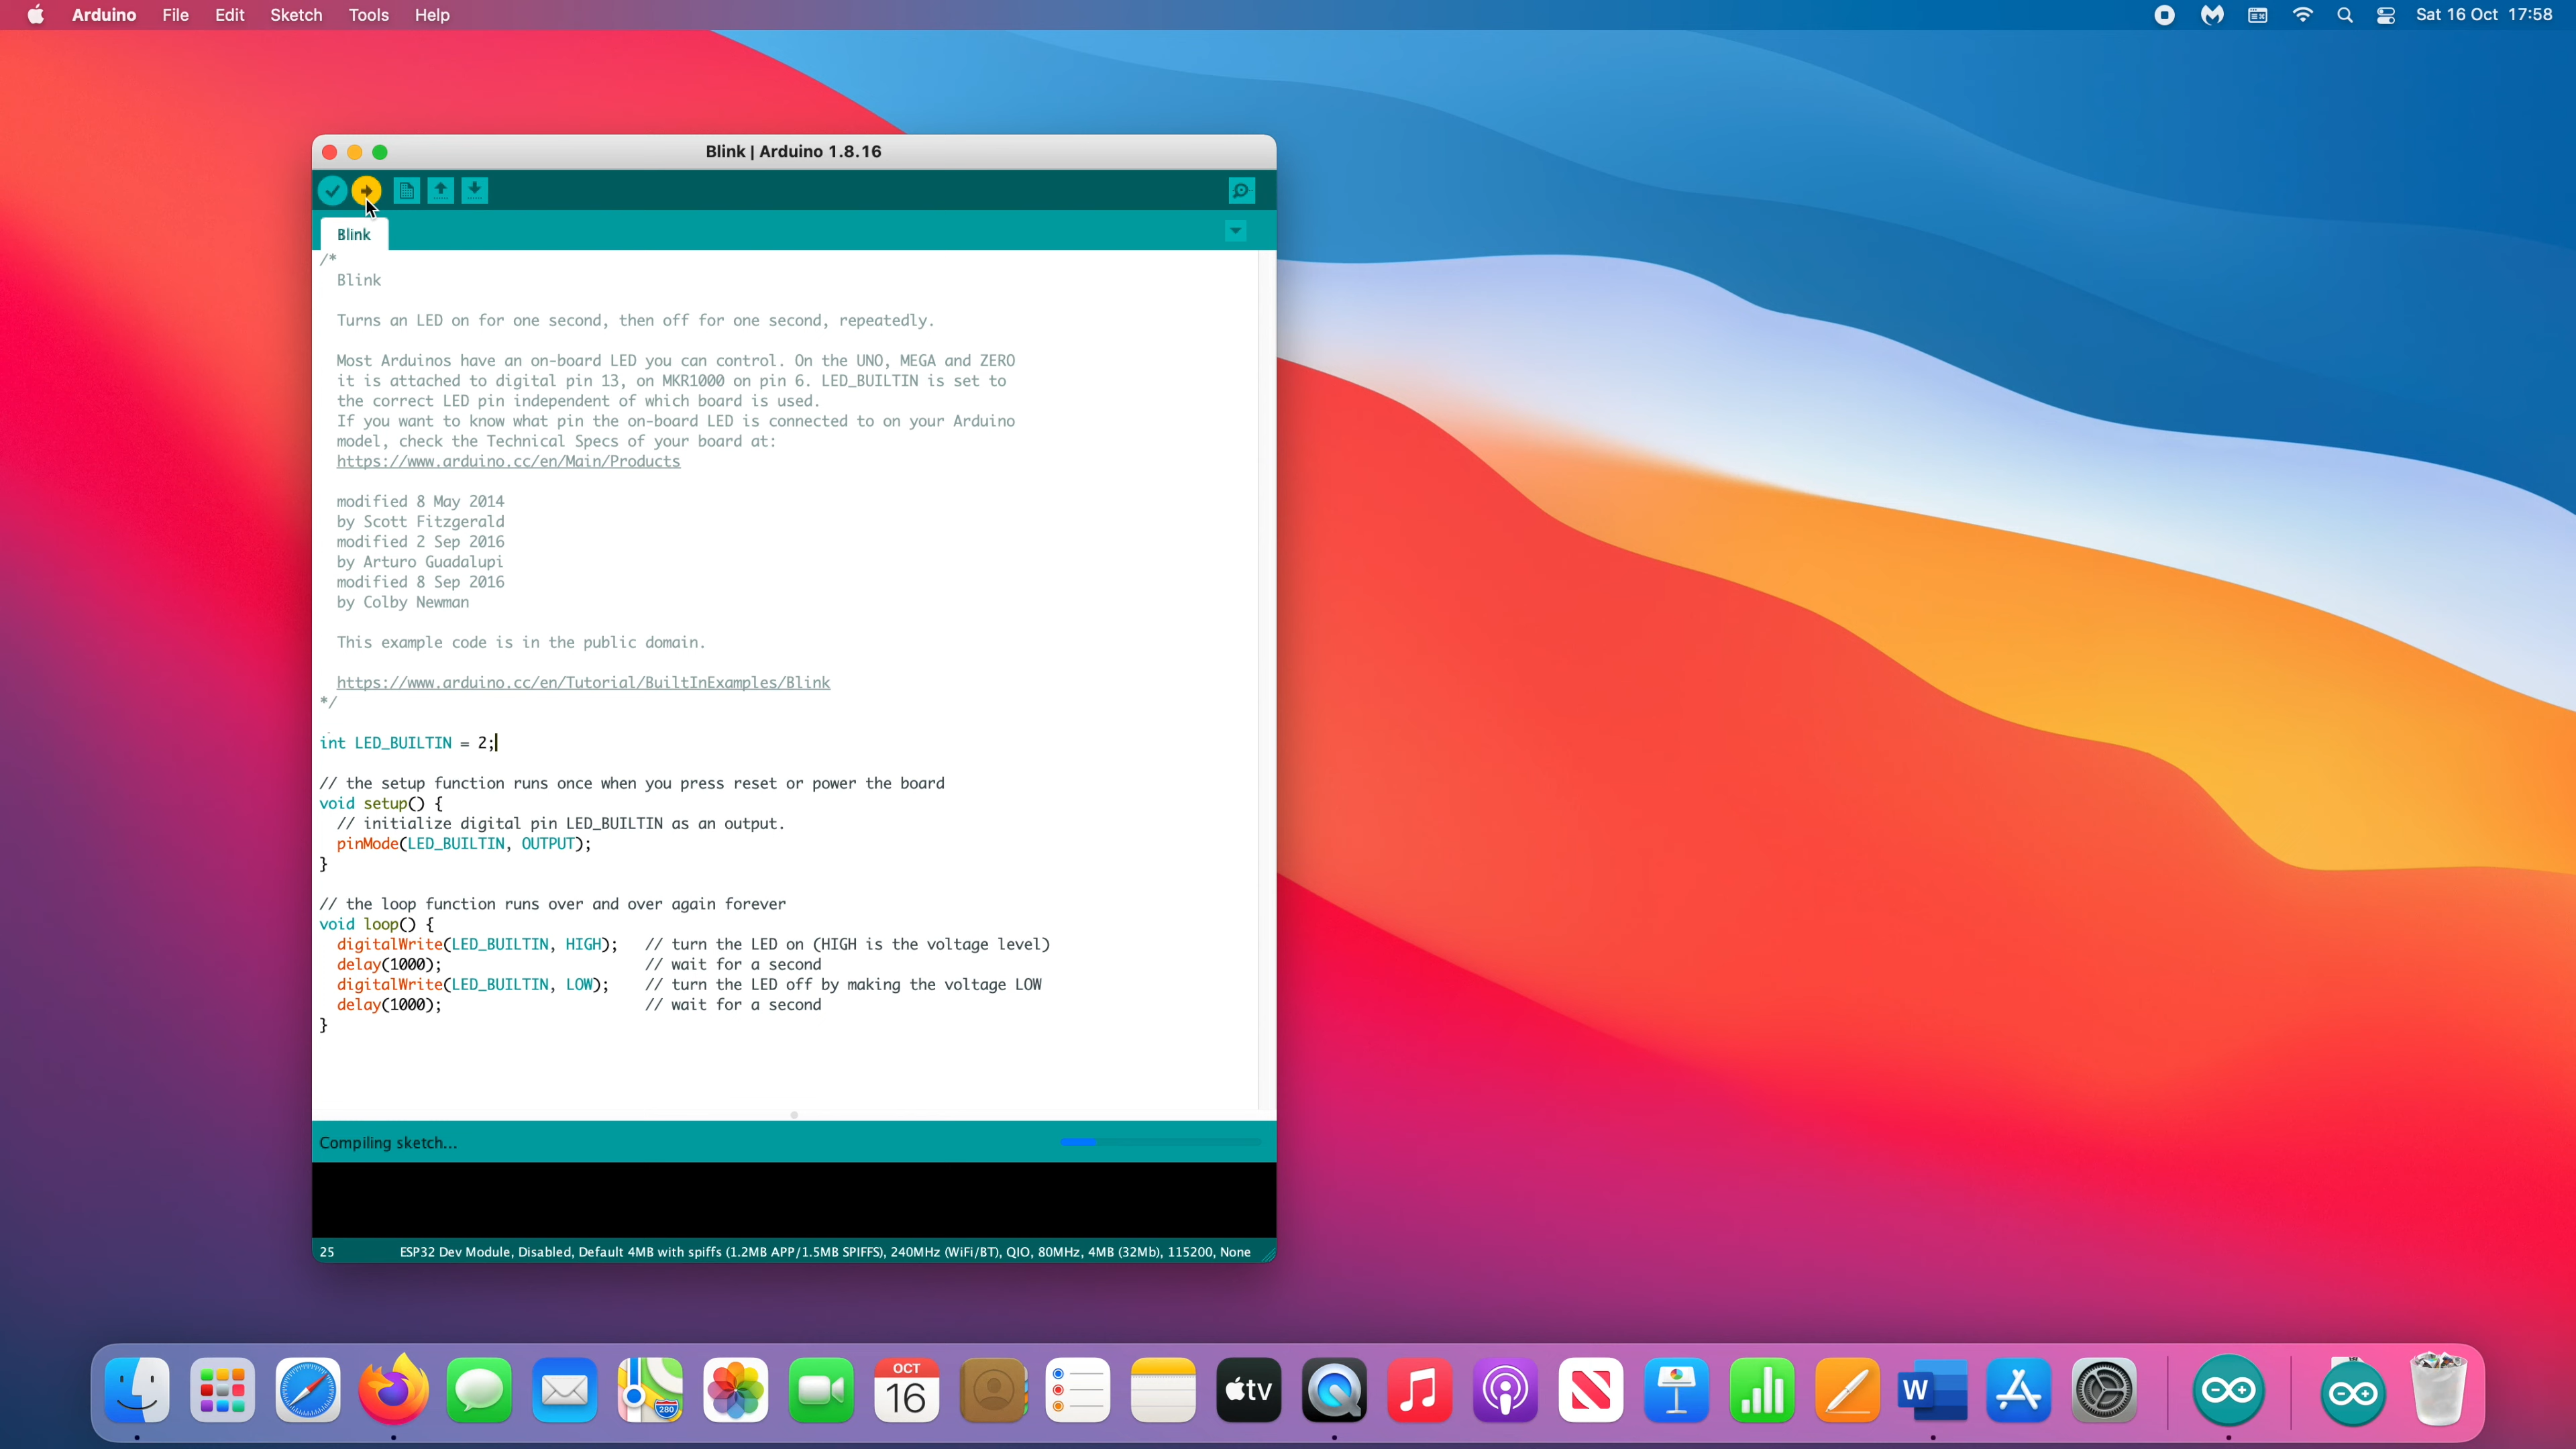 Arduino File Edit Sketch Tools Help Sat 16 Oct 17:58
Blink | Arduino 1.8.16
Blink
/*
Blink
Turns an LED on for one second, then off for one second, repeatedly.
Most Arduinos have an on-board LED you can control. On the UNO, MEGA and ZERO
it is attached to digital pin 13, on MKR1000 on pin 6. LED_BUILTIN is set to
the correct LED pin independent of which board is used.
If you want to know what pin the on-board LED is connected to on your Arduino
model, check the Technical Specs of your board at:
https://www.arduino.cc/en/Main/Products
modified 8 May 2014
by Scott Fitzgerald
modified 2 Sep 2016
by Arturo Guadalupi
modified 8 Sep 2016
by Colby Newman
This example code is in the public domain.
https://www.arduino.cc/en/Tutorial/BuiltInExamples/Blink
*/
int LED_BUILTIN = 2;
// the setup function runs once when you press reset or power the board
void setup() {
// initialize digital pin LED_BUILTIN as an output.
pinMode(LED_BUILTIN, OUTPUT);
}
// the loop function runs over and over again forever
void loop() {
digitalWrite(LED_BUILTIN, HIGH); // turn the LED on (HIGH is the voltage level)
delay(1000); // wait for a second
digitalWrite(LED_BUILTIN, LOW); // turn the LED off by making the voltage LOW
delay(1000); // wait for a second
}
Compiling sketch...
25 ESP32 Dev Module, Disabled, Default 4MB with spiffs (1.2MB APP/1.5MB SPIFFS), 240MHz (WiFi/BT), QIO, 80MHz, 4MB (32Mb), 115200, None
280 OCT 16 tv W